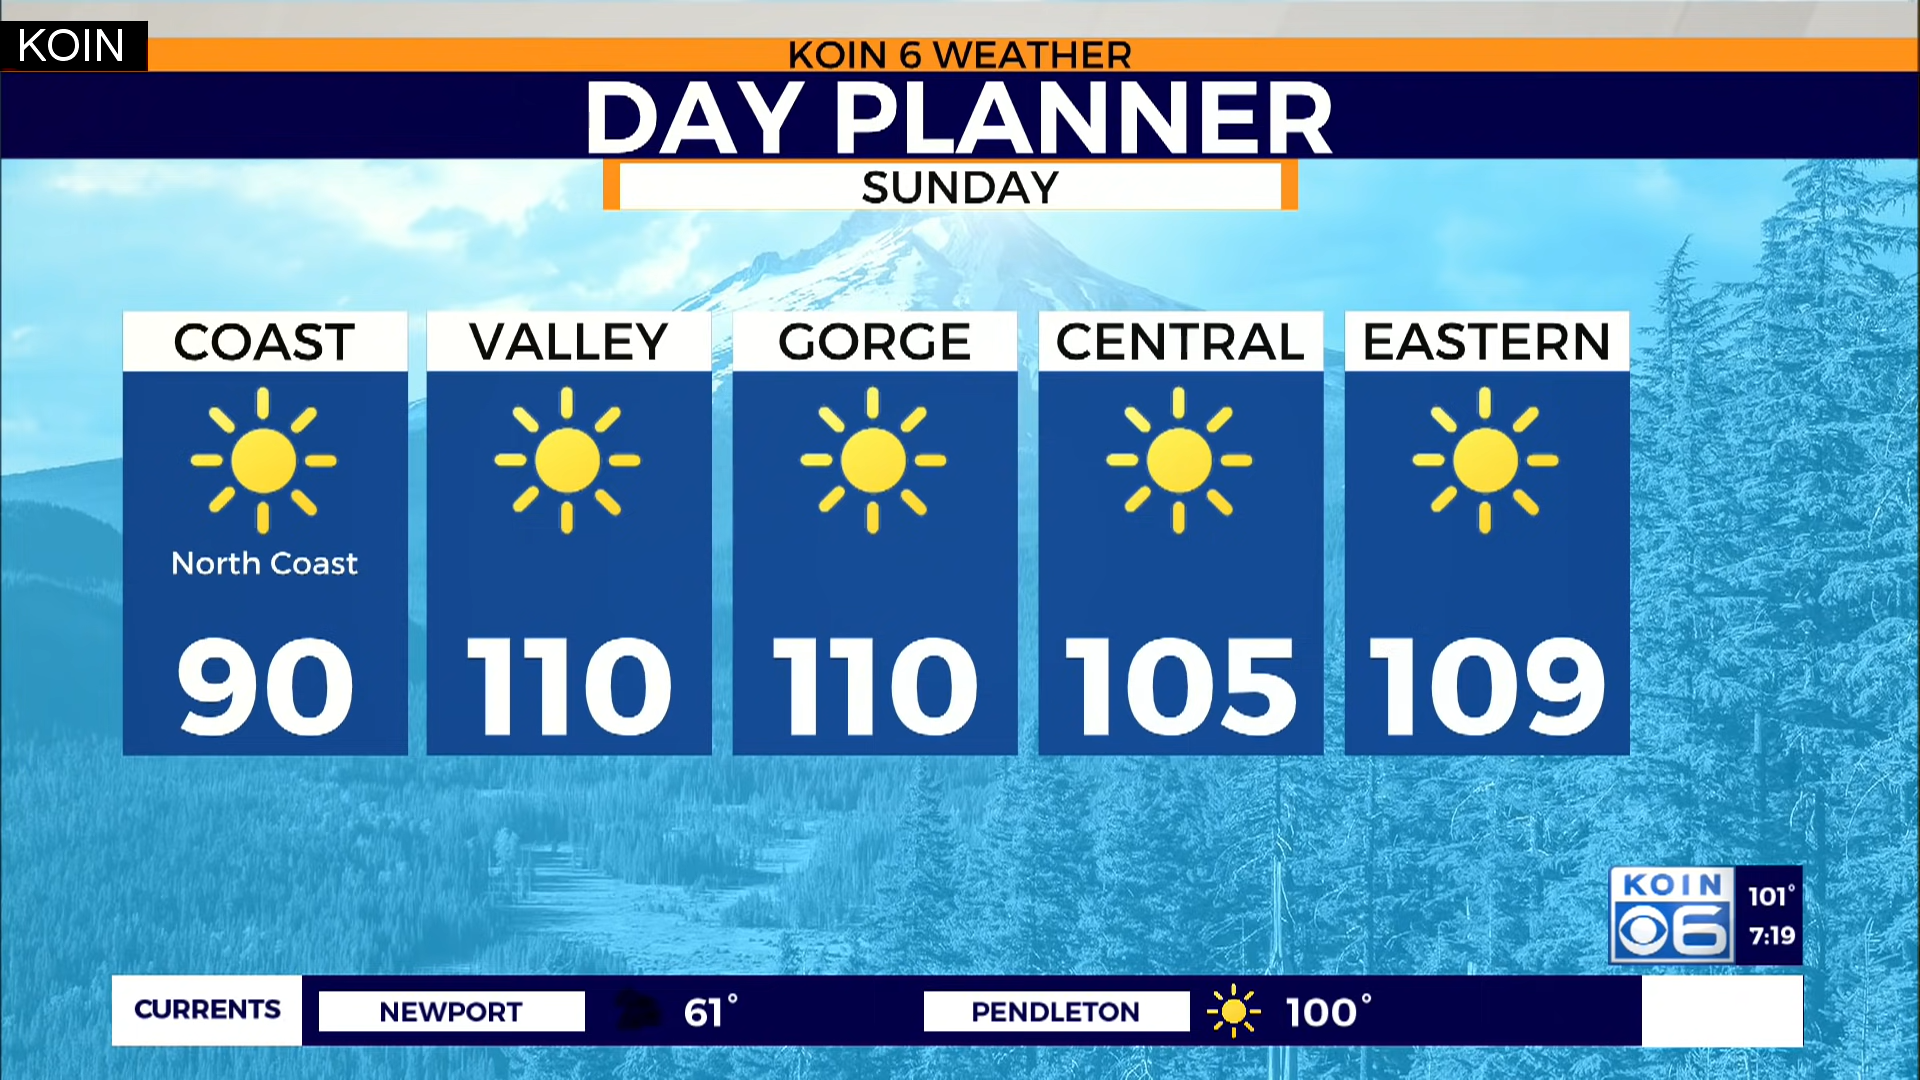 KOIN
KOIN 6 WEATHER
DAY PLANNER
SUNDAY
COAST
North Coast
90
VALLEY
110
GORGE
110
CENTRAL
105
EASTERN
109
KOIN
6
101°
7:19
CURRENTS
NEWPORT
61°
PENDLETON
100°